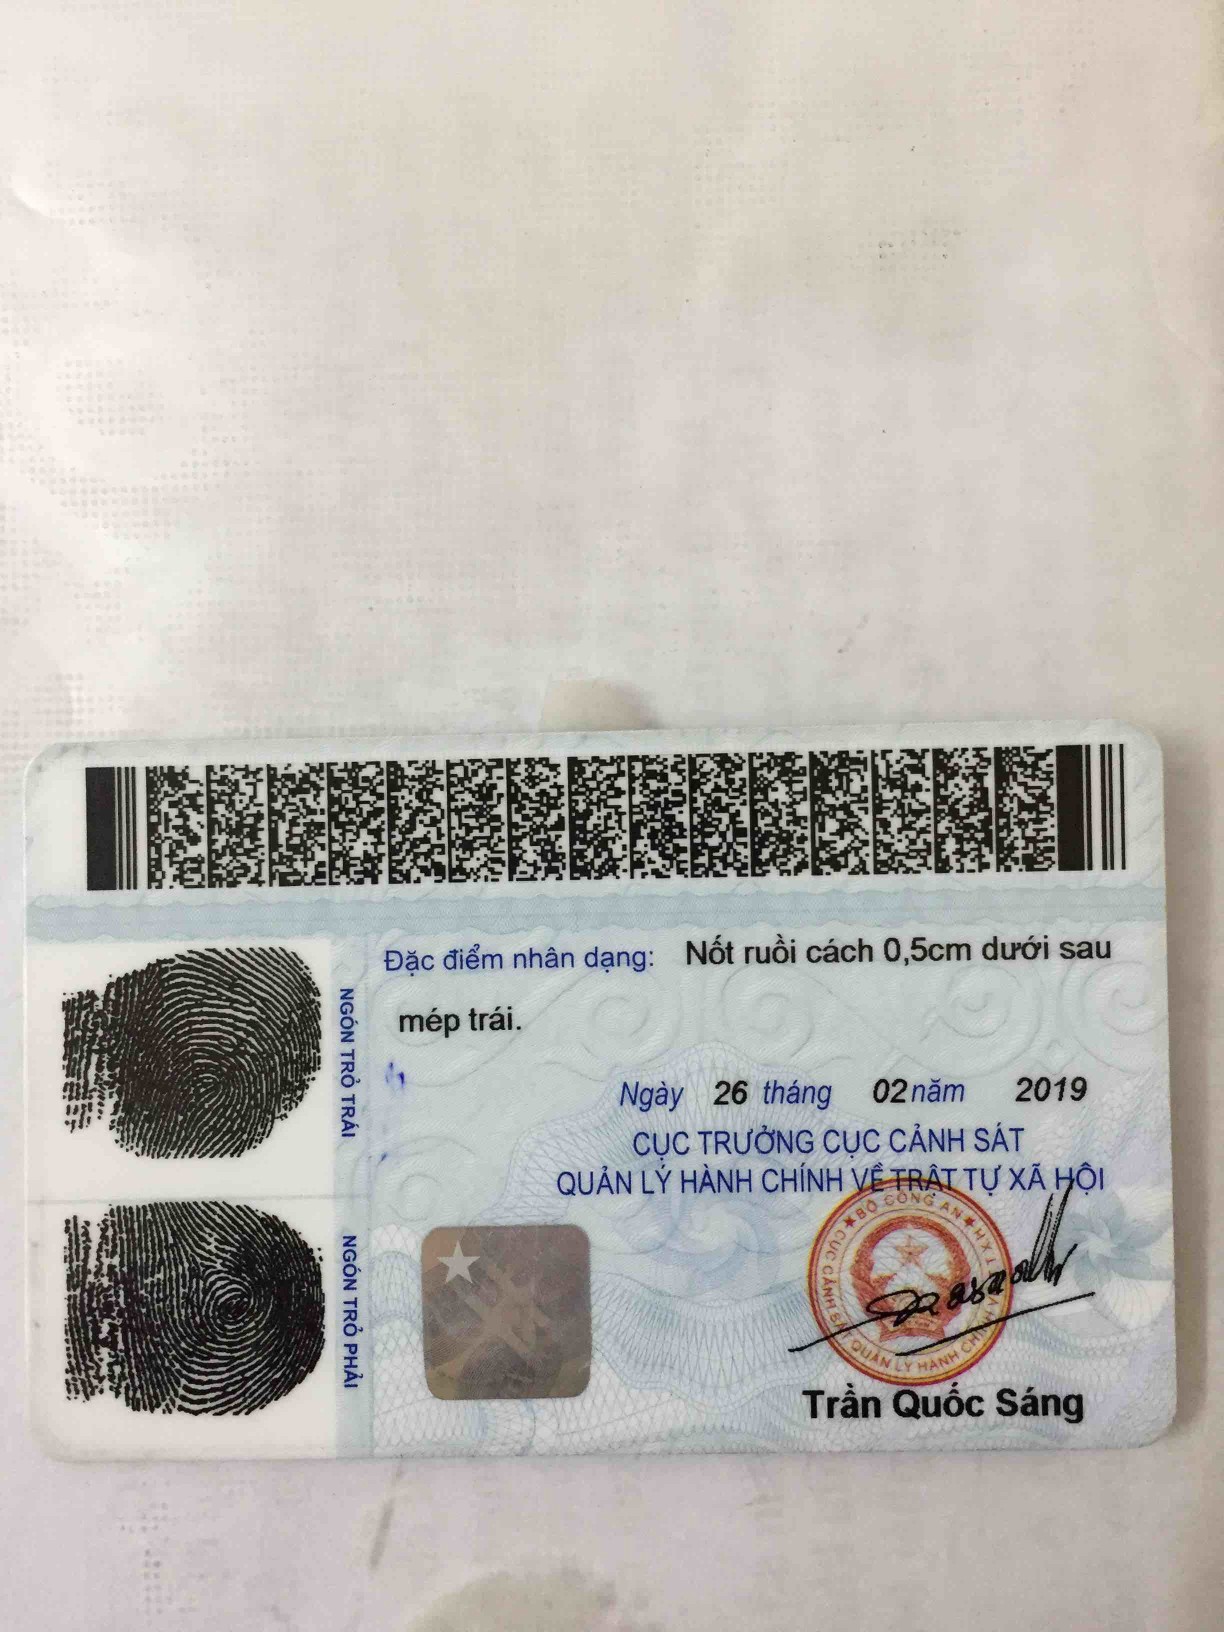 Đặc điểm nhân dạng: Nốt ruồi cách 0,5cm dưới sau
mép trái.
Ngày 26 tháng 02 năm 2019
CỤC TRƯỞNG CỤC CẢNH SÁT
QUẢN LÝ HÀNH CHÍNH VỀ TRẬT TỰ XÃ HỘI
NGÓN TRỎ TRÁI
NGÓN TRỎ PHẢI
BỘ CÔNG AN
Trần Quốc Sáng